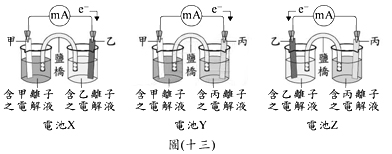 mA e⁻ mA e⁻ mA e⁻
甲 鹽橋 乙 甲 鹽橋 丙 乙 鹽橋 丙
含甲離子之電解液 含乙離子之電解液 含甲離子之電解液 含丙離子之電解液 含乙離子之電解液 含丙離子之電解液
電池X 電池Y 電池Z
圖(十三)